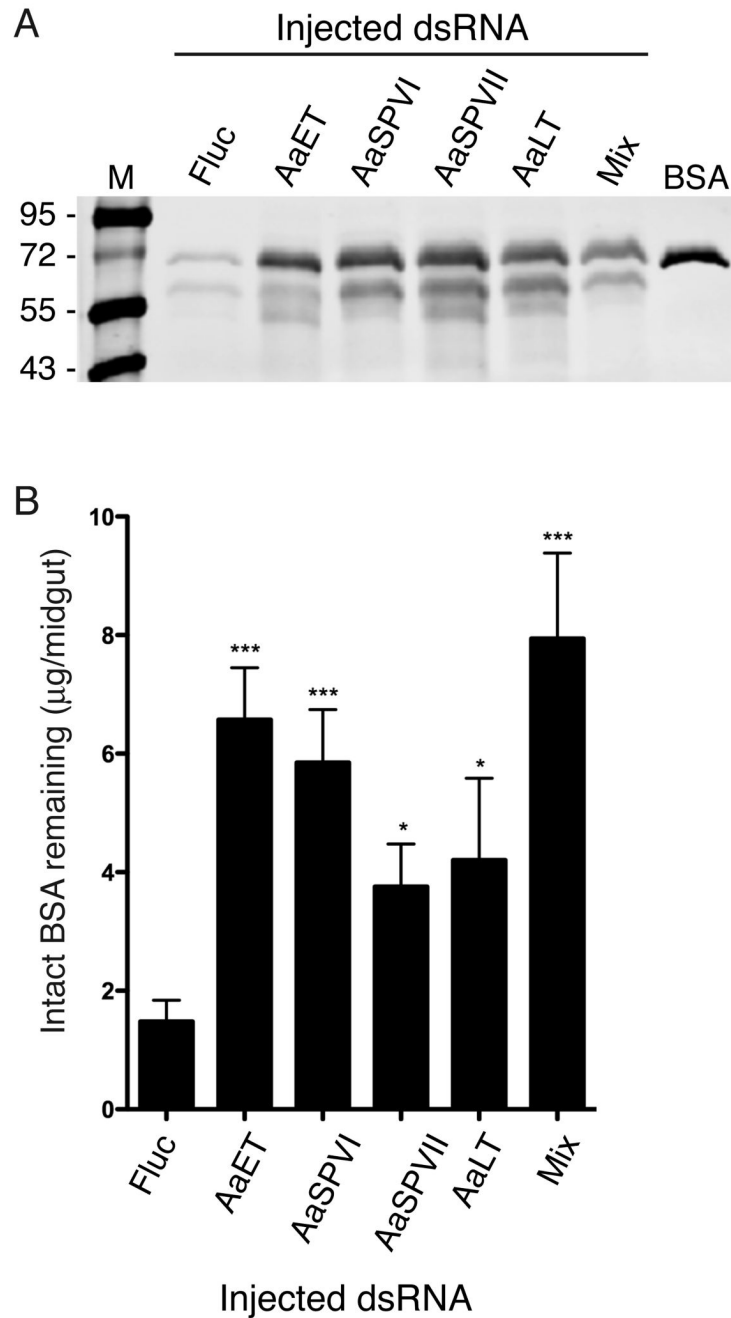 A
Injected dsRNA
M Fluc AaET AaSPVI AaSPVII AaLT Mix BSA
95 -
72 -
55 -
43 -
B
Intact BSA remaining (µg/midgut)
10
8
6
4
2
0
*** *** * * ***
Fluc AaET AaSPVI AaSPVII AaLT Mix
Injected dsRNA